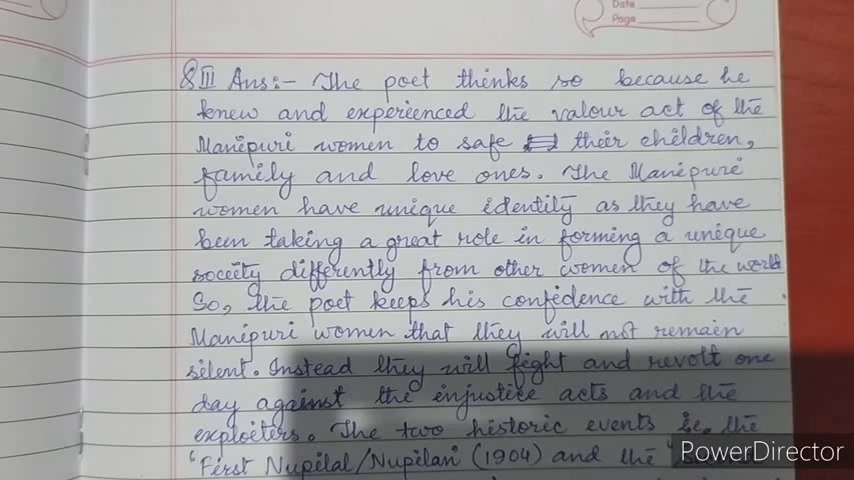 Date
Page
Q III Ans:- The poet thinks so because he
knew and experienced the valour act of the
Manipuri women to safe their children,
family and love ones. The Manipuri
women have unique identity as they have
been taking a great role in forming a unique
society differently from other women of the world
So, the poet keeps his confidence with the
Manipuri women that they will not remain
silent. Instead they will fight and revolt one
day against the injustice acts and the
exploiters. The two historic events i.e. the
"First Nupilal/Nupilan (1904) and the
PowerDirector